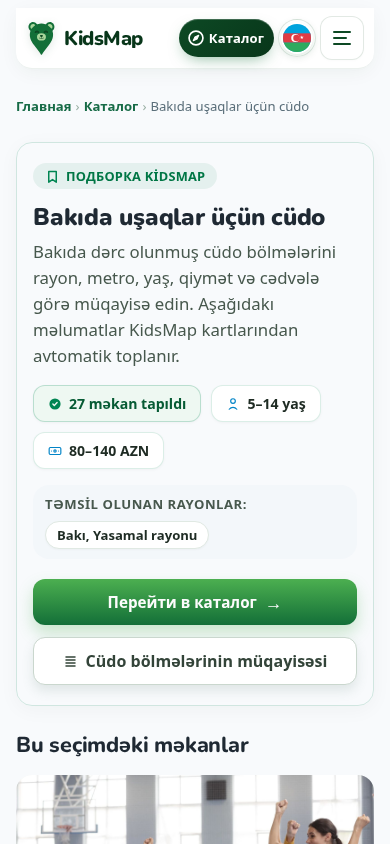 KidsMap
Каталог
Главная › Каталог › Bakıda uşaqlar üçün cüdo
ПОДБОРКА KİDSMAP
Bakıda uşaqlar üçün cüdo
Bakıda dərc olunmuş cüdo bölmələrini
rayon, metro, yaş, qiymət və cədvələ
görə müqayisə edin. Aşağıdakı
məlumatlar KidsMap kartlarından
avtomatik toplanır.
27 məkan tapıldı
5–14 yaş
80–140 AZN
TƏMSİL OLUNAN RAYONLAR:
Bakı, Yasamal rayonu
Перейти в каталог →
Cüdo bölmələrinin müqayisəsi
Bu seçimdəki məkanlar